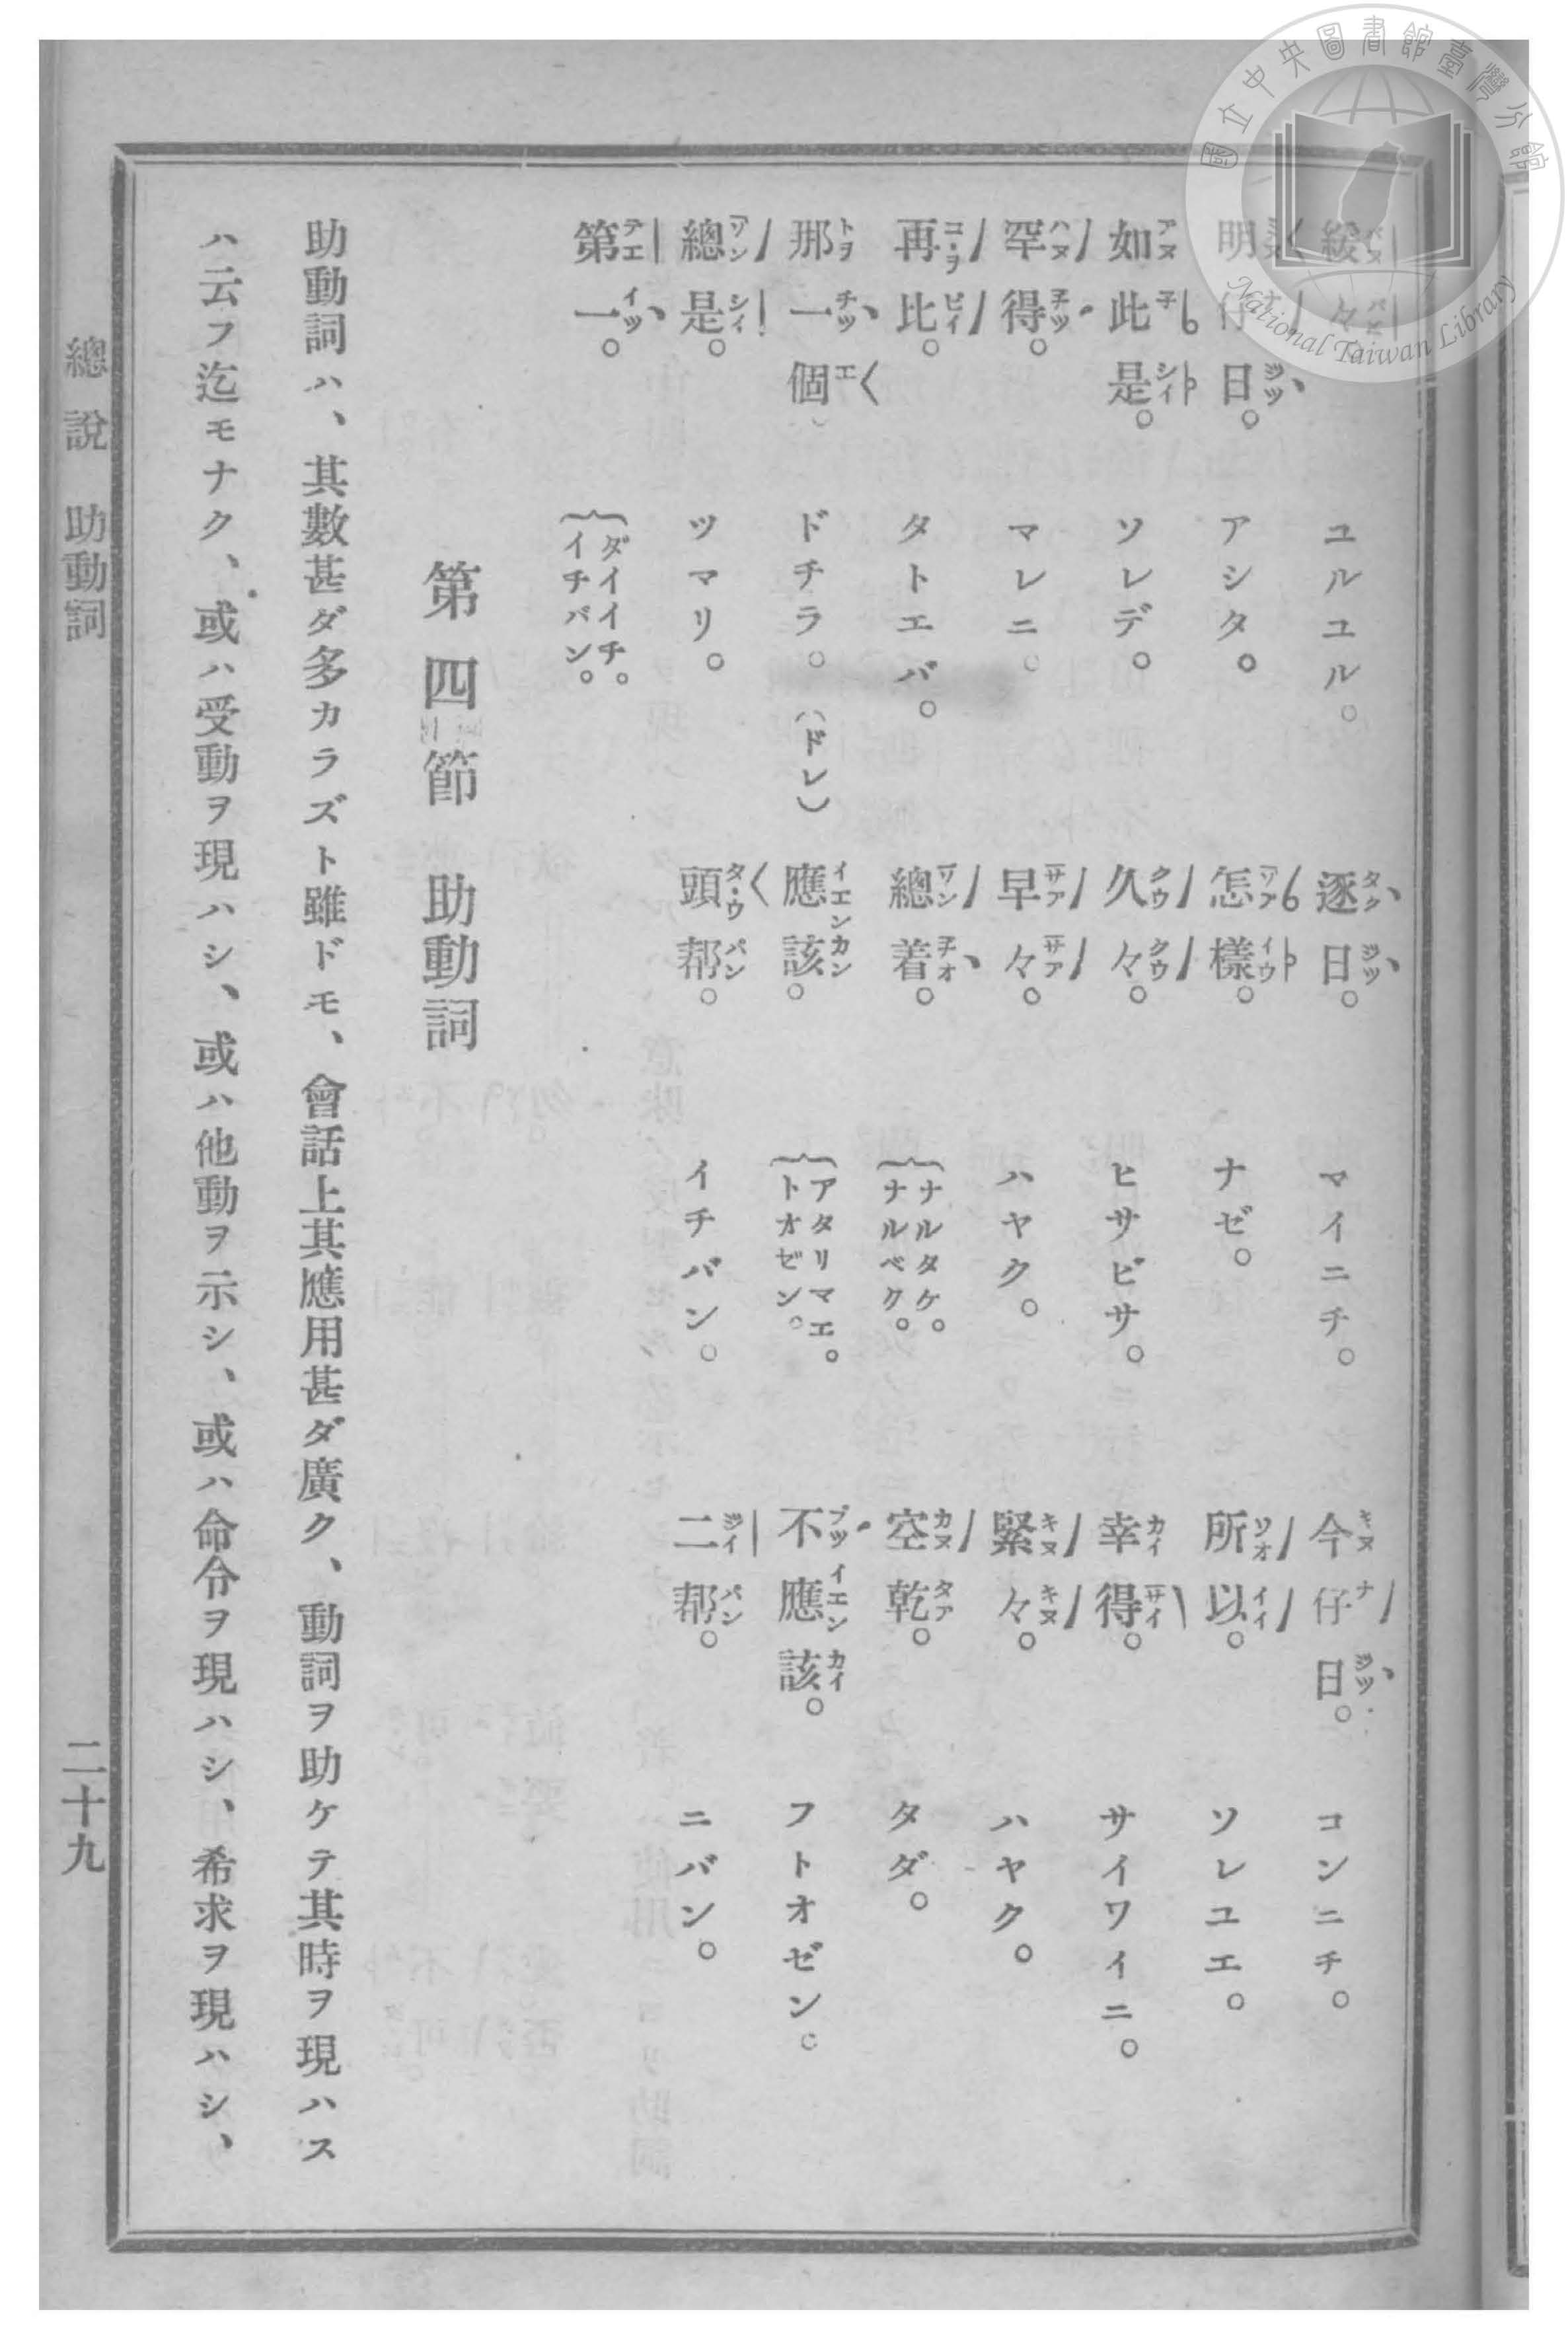 緩々 ユルユル。 逐日。 マイニチ。 今仔日。 コンニチ。
明仔日。 アシタ。 怎樣。 ナゼ。 所以。 ソレユエ。
如此是。 ソレデ。 久々。 ヒサビサ。 幸得。 サイワイニ。
罕得。 マレニ。 早々。 ハヤク。 緊々。 ハヤク。
再比。 タトエバ。 總着。 ナルタケ。ナルベク。 空乾。 タダ。
那一個、 ドチラ。(ドレ) 應該。 アタリマエ。トオゼン。 不應該。 フトオゼン。
總是。 ツマリ。 頭帮。 イチバン。 二帮。 ニバン。
第一。 ダイイチ。イチバン。
第四節 助動詞
助動詞ハ、其數甚ダ多カラズト雖ドモ、會話上其應用甚ダ廣ク、動詞ヲ助ケテ其時ヲ現ハス
ハ云フ迄モナク、或ハ受動ヲ現ハシ、或ハ他動ヲ示シ、或ハ命令ヲ現ハシ、希求ヲ現ハシ、
總說 助動詞
二十九
國立中央圖書館臺灣分館
National Taiwan Library